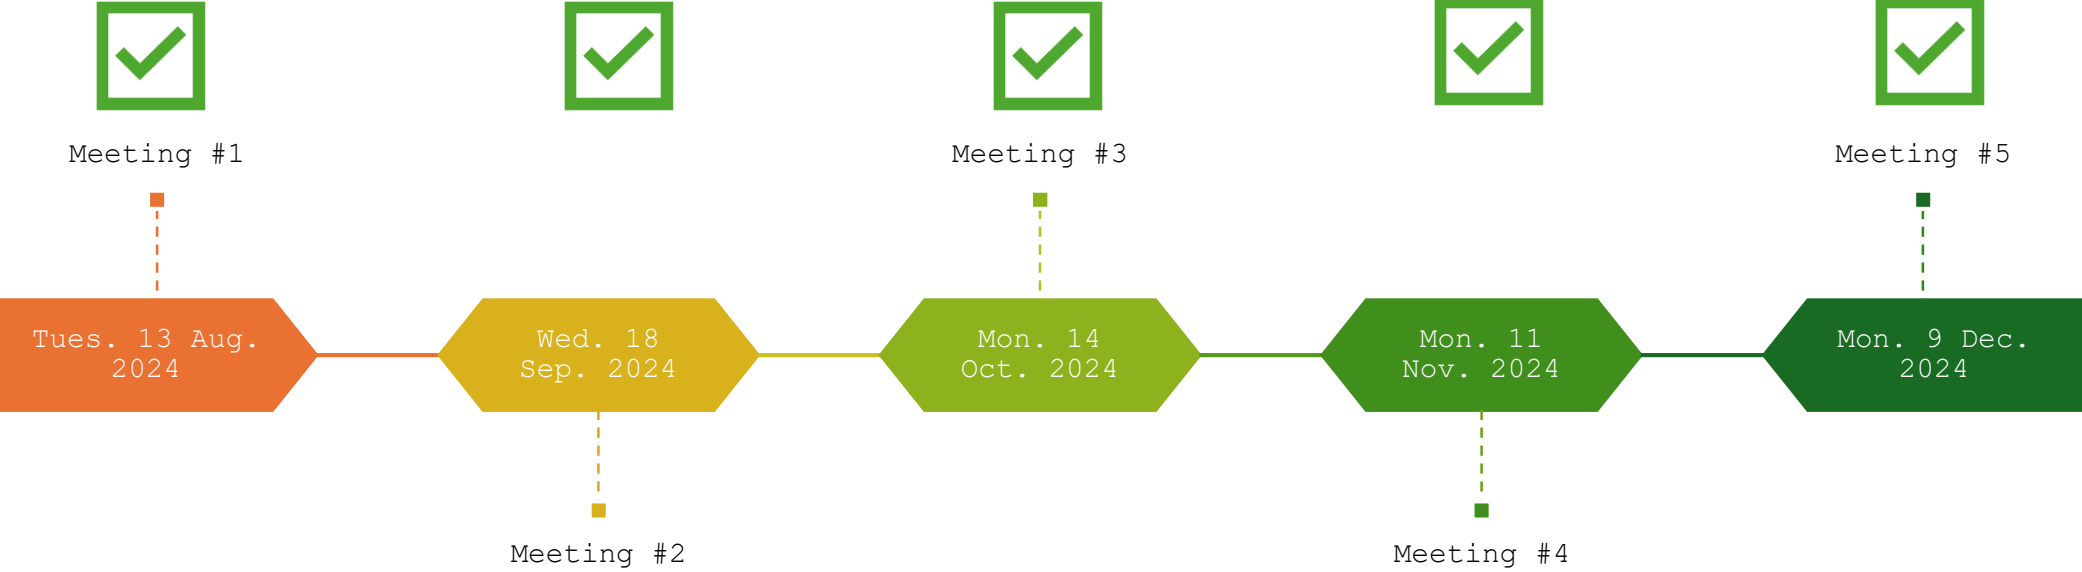 Meeting #1
Meeting #3
Meeting #5
Tues. 13 Aug.
2024
Wed. 18
Sep. 2024
Mon. 14
Oct. 2024
Mon. 11
Nov. 2024
Mon. 9 Dec.
2024
Meeting #2
Meeting #4